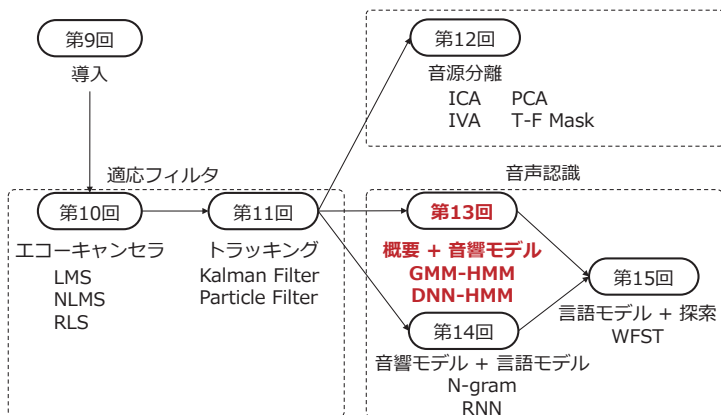 第9回
導入
第12回
音源分離
ICA PCA
IVA T-F Mask
適応フィルタ
第10回
エコーキャンセラ
LMS
NLMS
RLS
第11回
トラッキング
Kalman Filter
Particle Filter
音声認識
第13回
概要 + 音響モデル
GMM-HMM
DNN-HMM
第14回
音響モデル + 言語モデル
N-gram
RNN
第15回
言語モデル + 探索
WFST